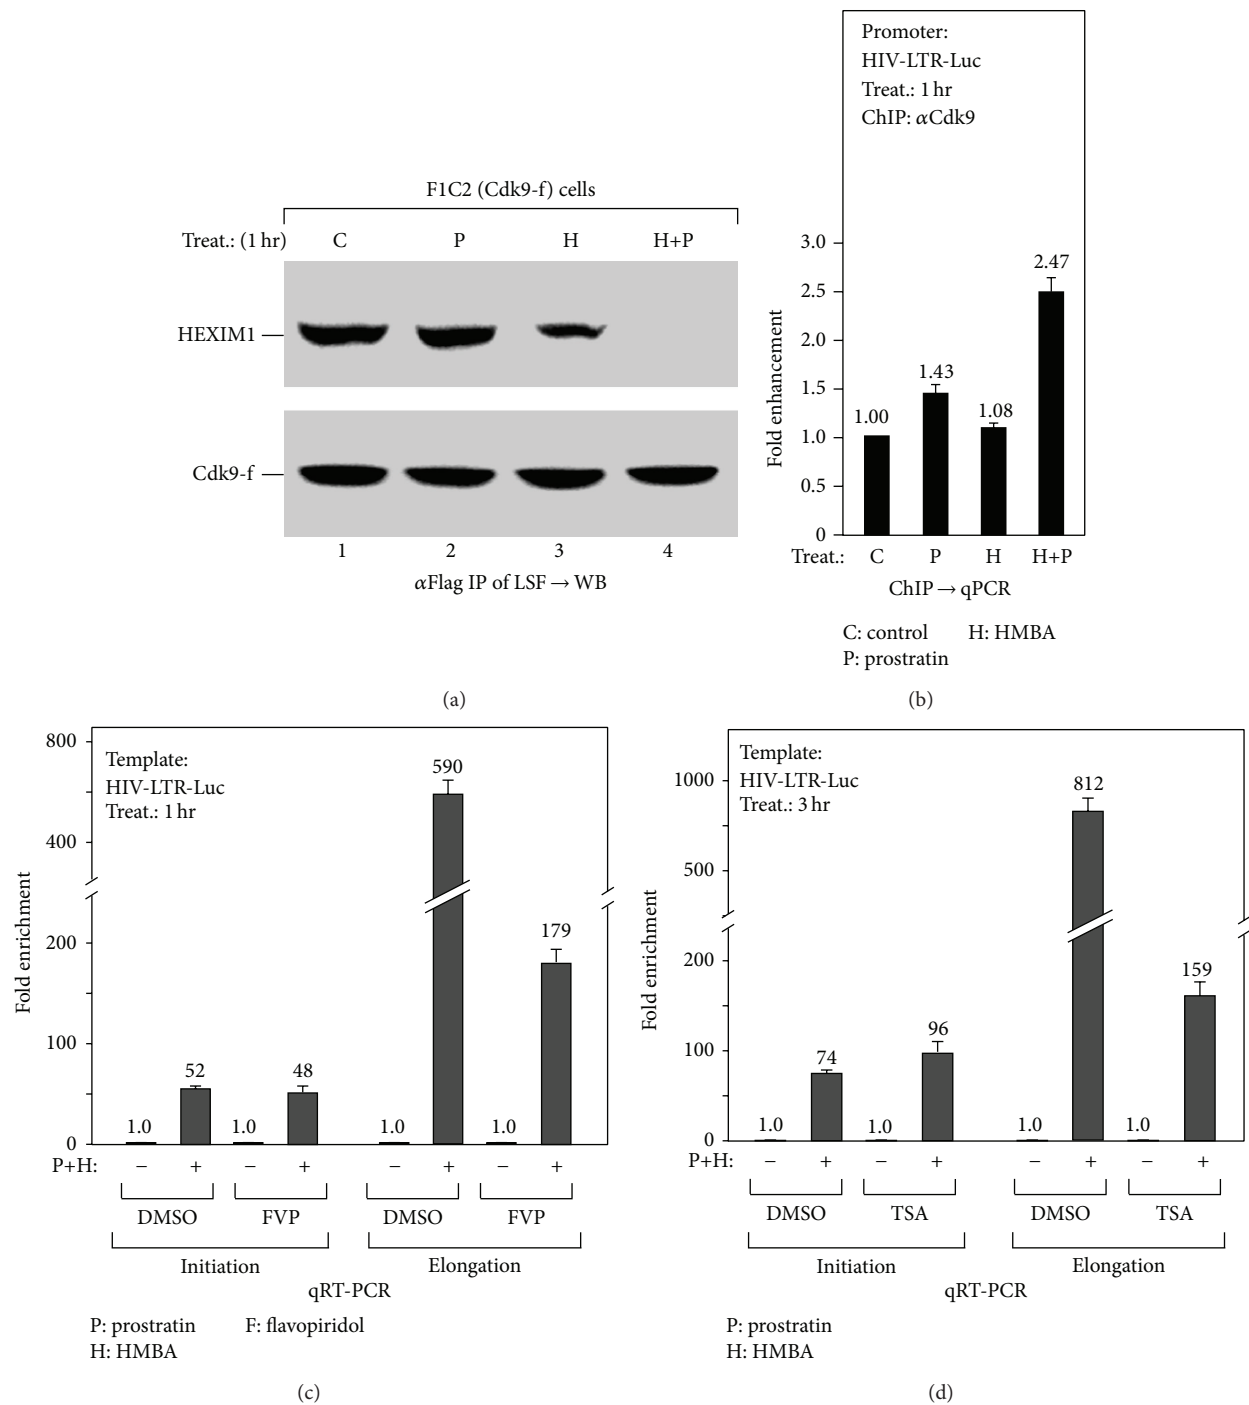 F1C2 (Cdk9-f) cells
Treat.: (1 hr) C P H H+P
HEXIM1
Cdk9-f
1 2 3 4
αFlag IP of LSF → WB
(a)
Promoter:
HIV-LTR-Luc
Treat.: 1 hr
ChIP: αCdk9
Fold enhancement
3.0
2.5
2.0
1.5
1.0
0.5
0
1.00
1.43
1.08
2.47
Treat.: C P H H+P
ChIP → qPCR
C: control H: HMBA
P: prostratin
(b)
Template:
HIV-LTR-Luc
Treat.: 1 hr
Fold enrichment
800
400
200
100
0
1.0 52 1.0 48 1.0 590 1.0 179
P+H: − + − + − + − +
DMSO FVP DMSO FVP
Initiation Elongation
qRT-PCR
P: prostratin F: flavopiridol
H: HMBA
(c)
Template:
HIV-LTR-Luc
Treat.: 3 hr
Fold enrichment
1000
500
200
100
0
1.0 74 1.0 96 1.0 812 1.0 159
P+H: − + − + − + − +
DMSO TSA DMSO TSA
Initiation Elongation
qRT-PCR
P: prostratin
H: HMBA
(d)